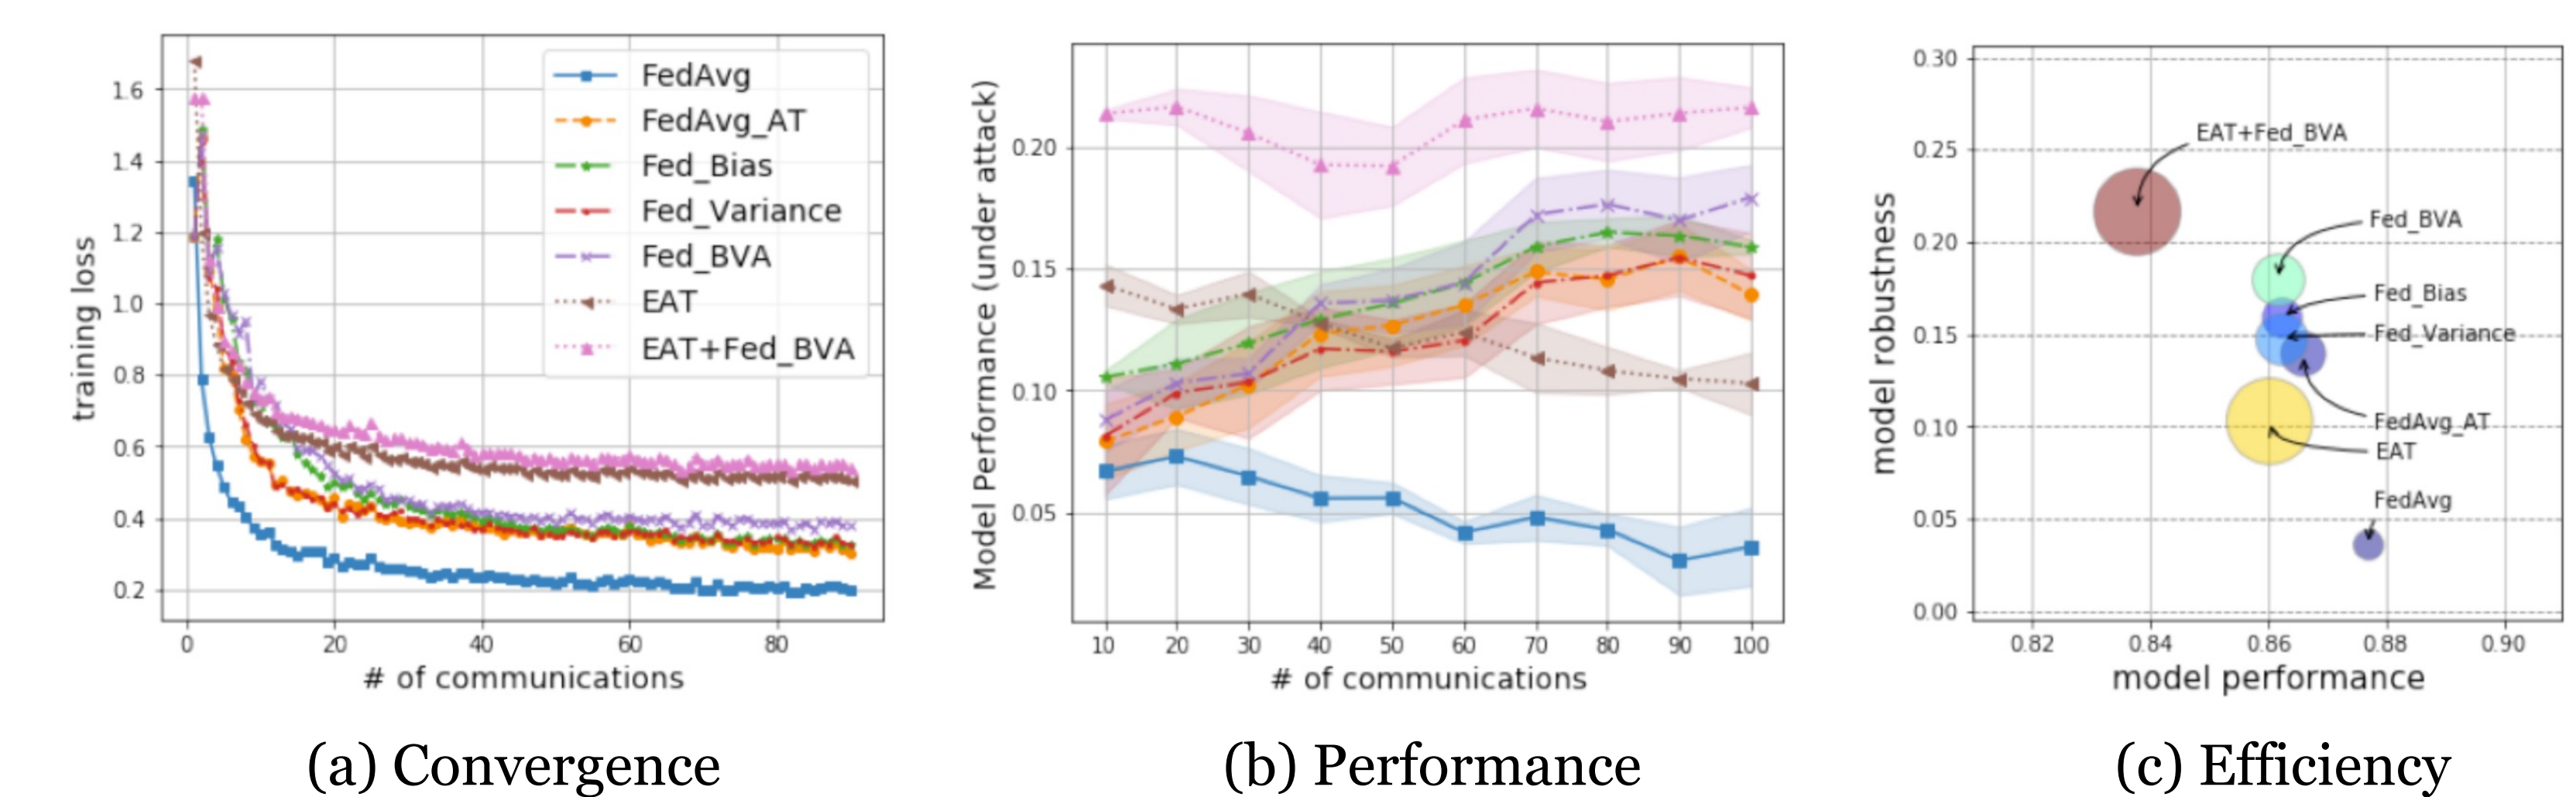 training loss
1.6
1.4
1.2
1.0
0.8
0.6
0.4
0.2
0 20 40 60 80
# of communications
FedAvg
FedAvg_AT
Fed_Bias
Fed_Variance
Fed_BVA
EAT
EAT+Fed_BVA
(a) Convergence
Model Performance (under attack)
0.20
0.15
0.10
0.05
10 20 30 40 50 60 70 80 90 100
# of communications
(b) Performance
model robustness
0.30
0.25
0.20
0.15
0.10
0.05
0.00
EAT+Fed_BVA
Fed_BVA
Fed_Bias
Fed_Variance
FedAvg_AT
EAT
FedAvg
0.82 0.84 0.86 0.88 0.90
model performance
(c) Efficiency